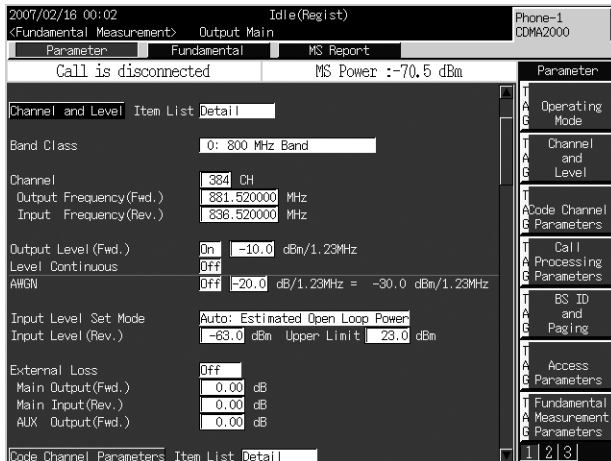 2007/02/16 00:02 Idle(Regist)
<Fundamental Measurement> Output Main
Phone-1
CDMA2000
Parameter Fundamental MS Report
Call is disconnected MS Power :-70.5 dBm
Channel and Level Item List Detail
Band Class 0: 800 MHz Band
Channel 384 CH
Output Frequency(Fwd.) 881.520000 MHz
Input Frequency(Rev.) 836.520000 MHz
Output Level(Fwd.) On -10.0 dBm/1.23MHz
Level Continuous Off
AWGN Off -20.0 dB/1.23MHz = -30.0 dBm/1.23MHz
Input Level Set Mode Auto: Estimated Open Loop Power
Input Level(Rev.) -63.0 dBm Upper Limit 23.0 dBm
External Loss Off
Main Output(Fwd.) 0.00 dB
Main Input(Rev.) 0.00 dB
AUX Output(Fwd.) 0.00 dB
Code Channel Parameters Item List Detail
Parameter
TAG
Operating
Mode
TAG
Channel
and
Level
TAG
Code Channel
Parameters
TAG
Call
Processing
Parameters
TAG
BS ID
and
Paging
TAG
Access
Parameters
TAG
Fundamental
Measurement
Parameters
1 2 3